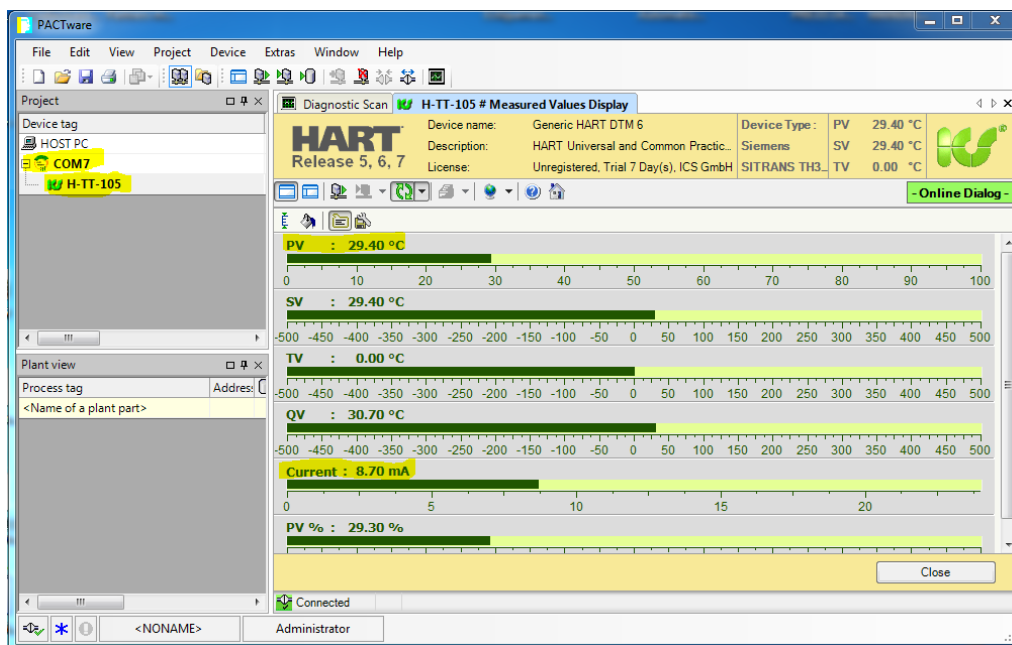 PACTware
File Edit View Project Device Extras Window Help
Project
Device tag
HOST PC
COM7
H-TT-105
Diagnostic Scan H-TT-105 # Measured Values Display
HART
Release 5, 6, 7
Device name: Generic HART DTM 6
Description: HART Universal and Common Practic...
License: Unregistered, Trial 7 Day(s), ICS GmbH
Device Type :
Siemens
SITRANS TH3...
PV 29.40 °C
SV 29.40 °C
TV 0.00 °C
- Online Dialog -
PV : 29.40 °C
0 10 20 30 40 50 60 70 80 90 100
SV : 29.40 °C
-500 -450 -400 -350 -300 -250 -200 -150 -100 -50 0 50 100 150 200 250 300 350 400 450 500
TV : 0.00 °C
-500 -450 -400 -350 -300 -250 -200 -150 -100 -50 0 50 100 150 200 250 300 350 400 450 500
QV : 30.70 °C
-500 -450 -400 -350 -300 -250 -200 -150 -100 -50 0 50 100 150 200 250 300 350 400 450 500
Current : 8.70 mA
0 5 10 15 20
PV % : 29.30 %
Close
Plant view
Process tag Address
<Name of a plant part>
Connected
<NONAME> Administrator